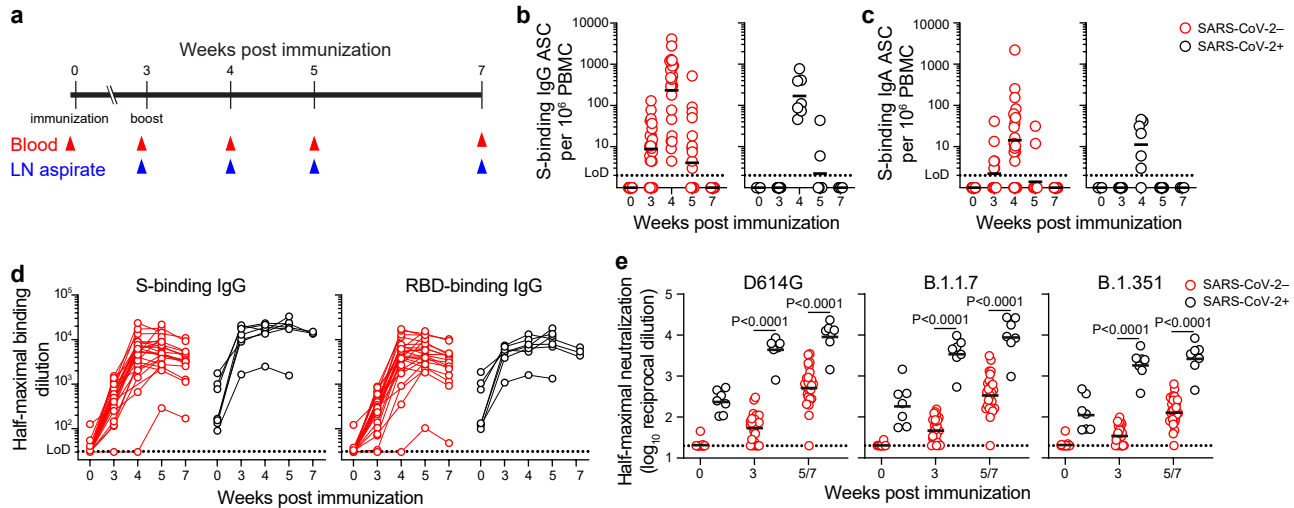 a
Weeks post immunization
0 3 4 5 7
immunization boost
Blood
LN aspirate
b
S-binding IgG ASC
per 10⁶ PBMC
10000
1000
100
10
LoD
0 3 4 5 7 0 3 4 5 7
Weeks post immunization
c
S-binding IgA ASC
per 10⁶ PBMC
10000
1000
100
10
LoD
0 3 4 5 7 0 3 4 5 7
Weeks post immunization
SARS-CoV-2–
SARS-CoV-2+
d
S-binding IgG RBD-binding IgG
Half-maximal binding
dilution
10⁵
10⁴
10³
10²
LoD
0 3 4 5 7 0 3 4 5 7 0 3 4 5 7 0 3 4 5 7
Weeks post immunization
e
D614G B.1.1.7 B.1.351
SARS-CoV-2–
SARS-CoV-2+
Half-maximal neutralization
(log₁₀ reciprocal dilution)
5
4
3
2
1
P<0.0001
P<0.0001
P<0.0001
P<0.0001
P<0.0001
P<0.0001
0 3 5/7 0 3 5/7 0 3 5/7
Weeks post immunization